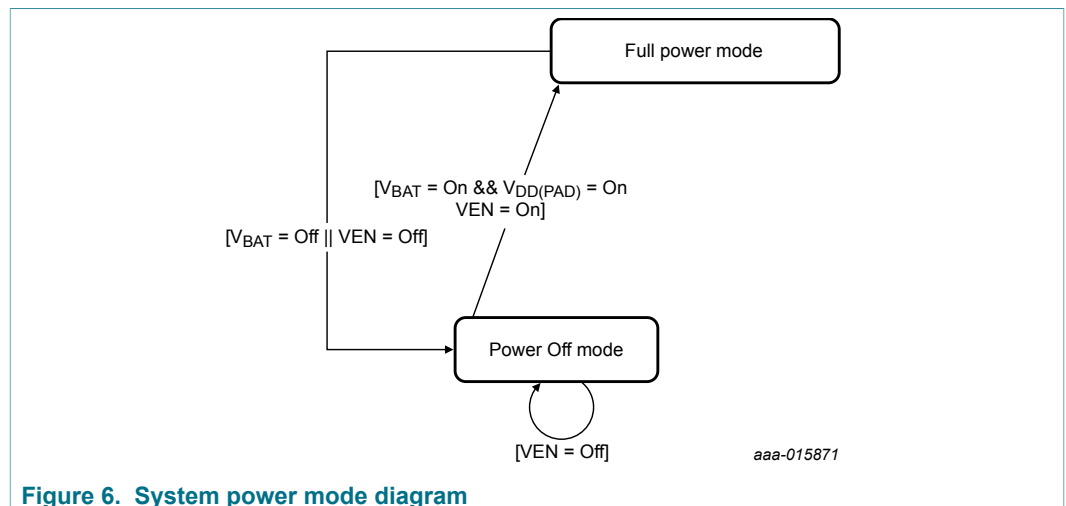 Full power mode
[VBAT = On && VDD(PAD) = On
VEN = On]
[VBAT = Off || VEN = Off]
Power Off mode
[VEN = Off]
aaa-015871
Figure 6. System power mode diagram